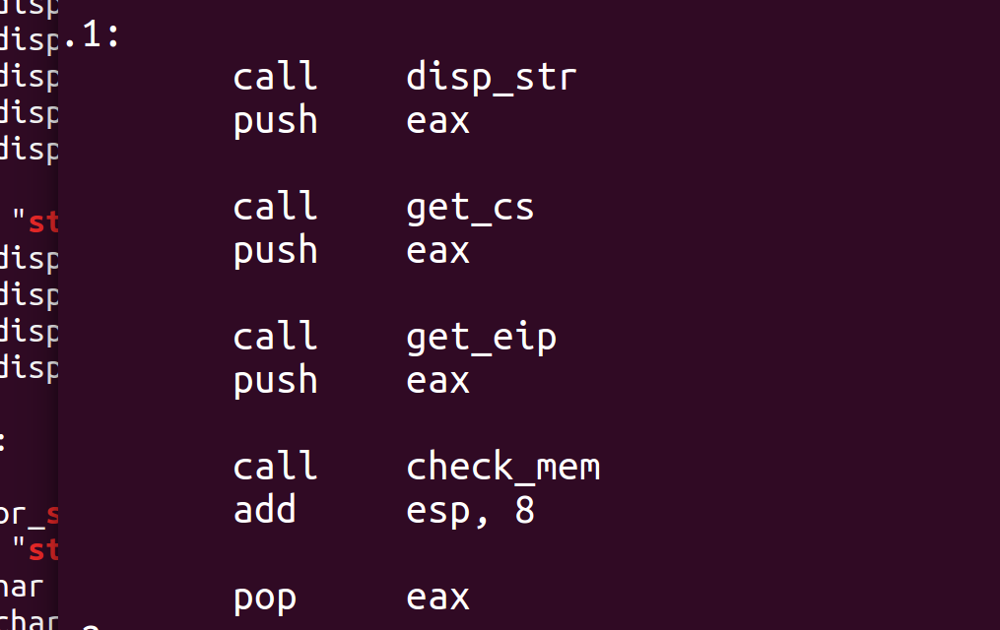 disp
disp
disp
disp
disp
"st
disp
disp
disp
disp
:
or_s
"st
har
char
.1:
call disp_str
push eax
call get_cs
push eax
call get_eip
push eax
call check_mem
add esp, 8
pop eax